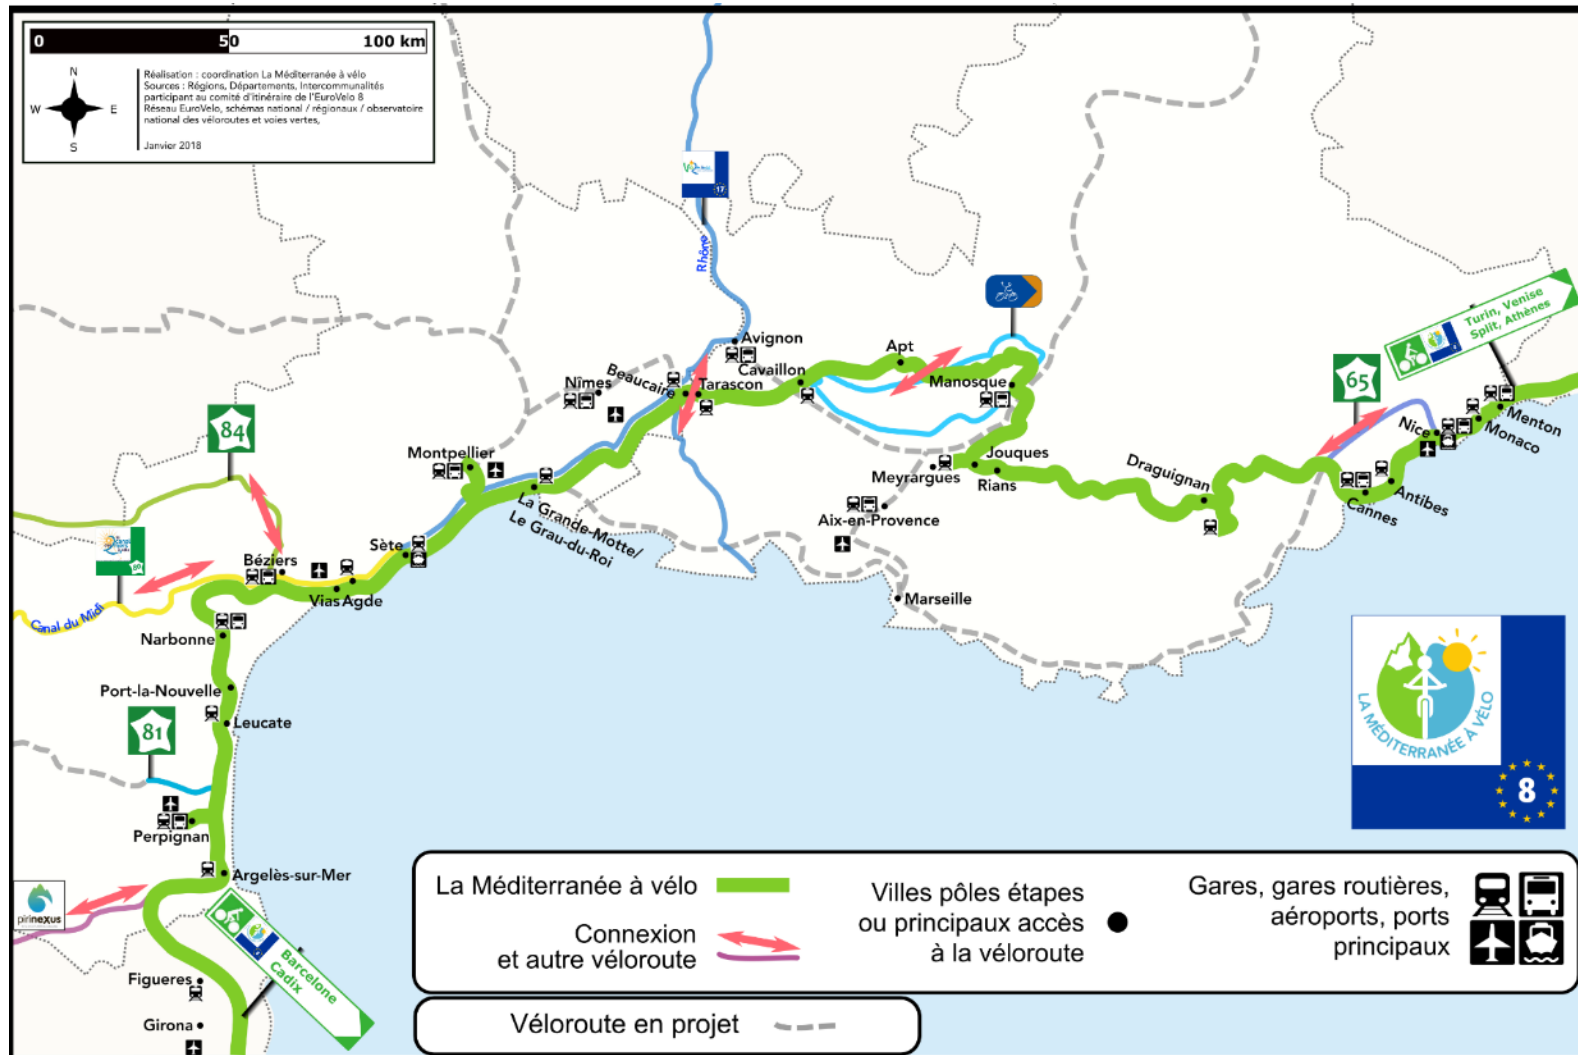 0 50 100 km
Réalisation : coordination La Méditerranée à vélo
Sources : Régions, Départements, Intercommunalités
participant au comité d'itinéraire de l'EuroVelo 8
Réseau EuroVelo, schémas national / régionaux / observatoire
national des véloroutes et voies vertes,
Janvier 2018
N
W E
S
17
Rhône
Turin, Venise
Split, Athènes
Avignon
Apt
Beaucaire
Cavaillon
Nîmes
Tarascon
Manosque
65
Menton
Monaco
Nice
84
Montpellier
Jouques
Meyrargues
Rians
Draguignan
Antibes
Cannes
La Grande-Motte/
Le Grau-du-Roi
Aix-en-Provence
Sète
Béziers
Vias
Agde
Marseille
Canal du Midi
Narbonne
Port-la-Nouvelle
Leucate
81
Perpignan
Argelès-sur-Mer
pirinexus
Barcelone
Cadix
Figueres
Girona
LA MÉDITERRANÉE À VÉLO
8
La Méditerranée à vélo
Connexion
et autre véloroute
Villes pôles étapes
ou principaux accès
à la véloroute
Gares, gares routières,
aéroports, ports
principaux
Véloroute en projet